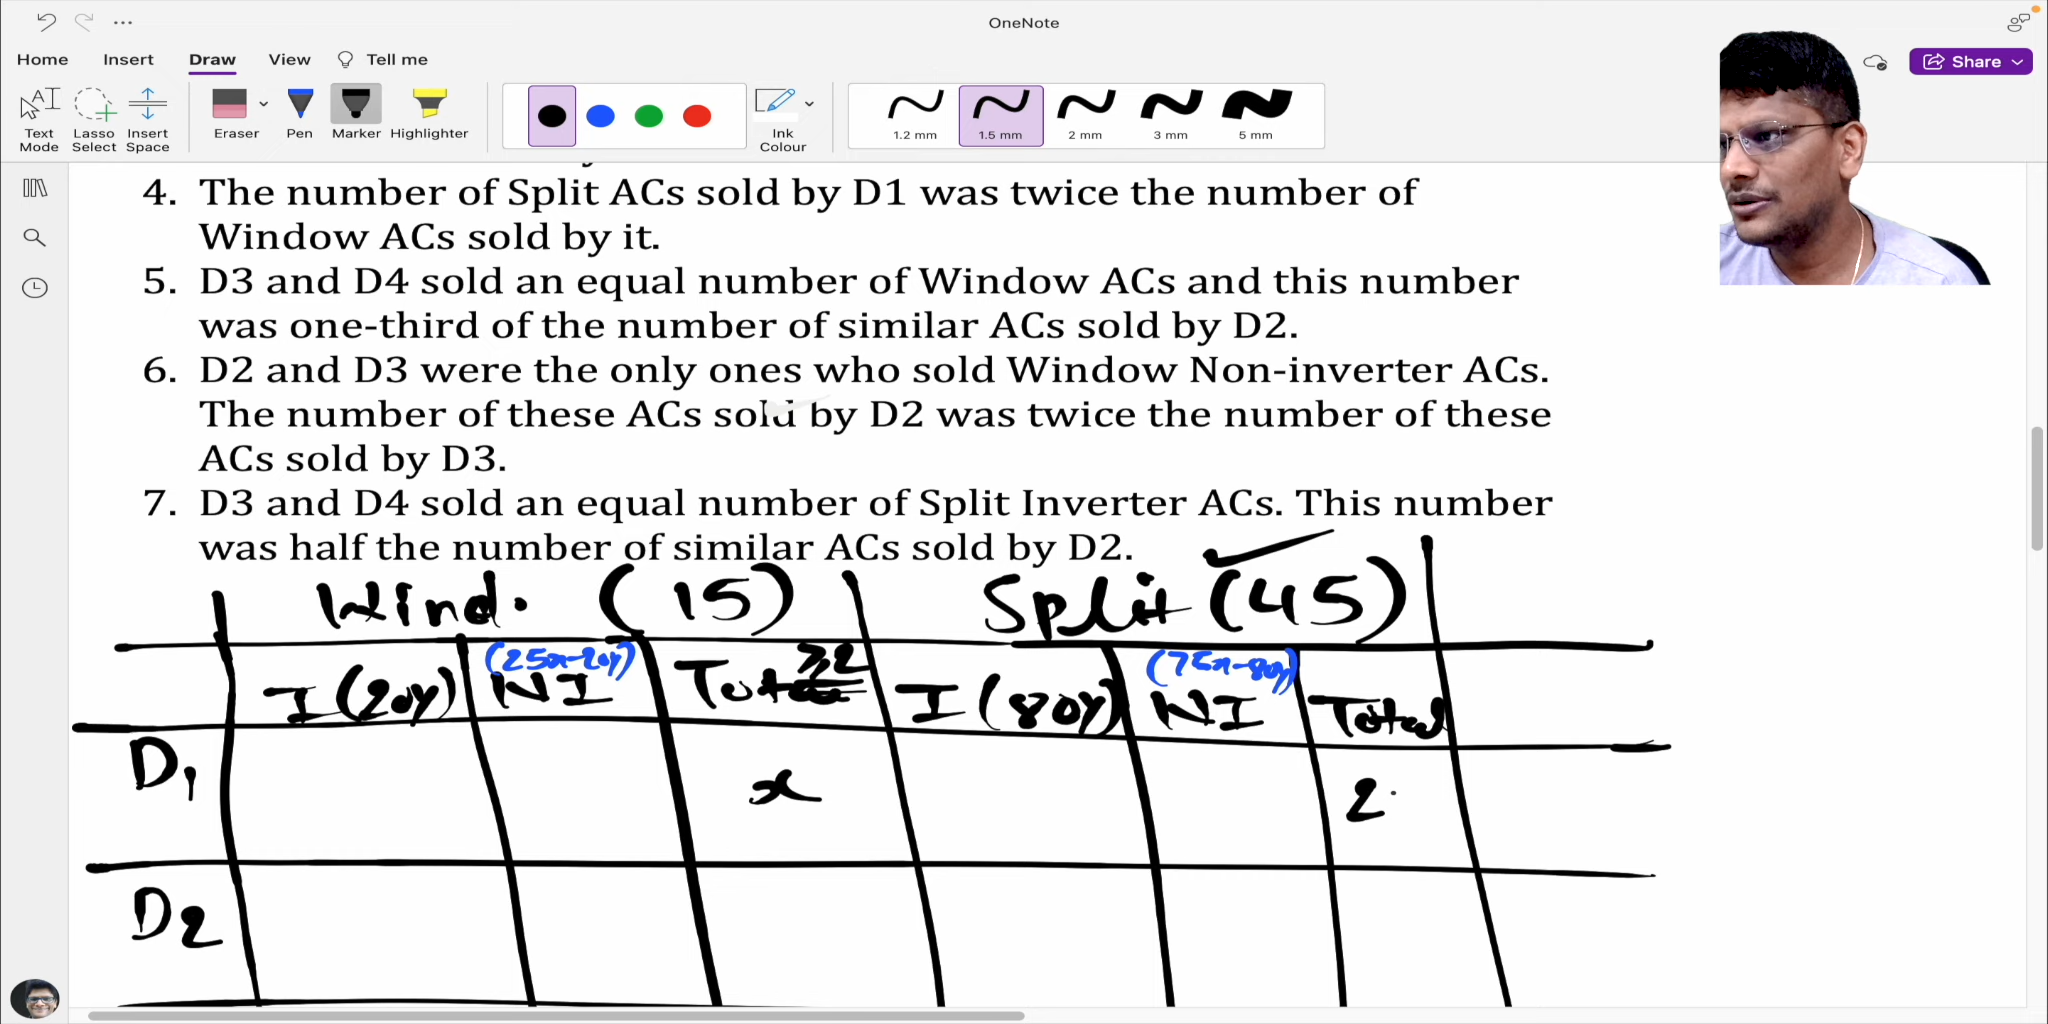 OneNote
Home Insert Draw View Tell me
Share
Text Mode
Lasso Select
Insert Space
Eraser
Pen
Marker
Highlighter
Ink Colour
1.2 mm
1.5 mm
2 mm
3 mm
5 mm
4. The number of Split ACs sold by D1 was twice the number of
Window ACs sold by it.
5. D3 and D4 sold an equal number of Window ACs and this number
was one-third of the number of similar ACs sold by D2.
6. D2 and D3 were the only ones who sold Window Non-inverter ACs.
The number of these ACs sold by D2 was twice the number of these
ACs sold by D3.
7. D3 and D4 sold an equal number of Split Inverter ACs. This number
was half the number of similar ACs sold by D2.
Wind. (15) Split (45)
(25x-20y) ≥2 (75x-80y)
I (20y) NI Total I (80y) NI Total
D1 x 2
D2